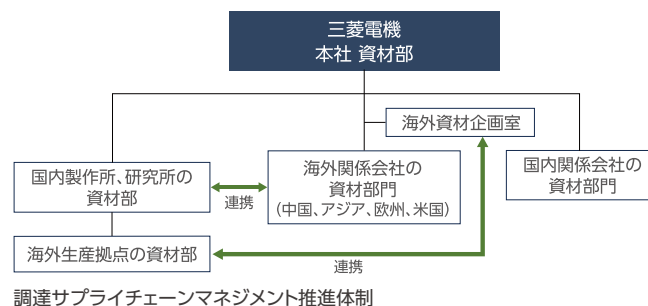 三菱電機
本社 資材部
海外資材企画室
国内製作所、研究所の
資材部
連携
海外関係会社の
資材部門
（中国、アジア、欧州、米国）
国内関係会社の
資材部門
海外生産拠点の資材部
連携
調達サプライチェーンマネジメント推進体制